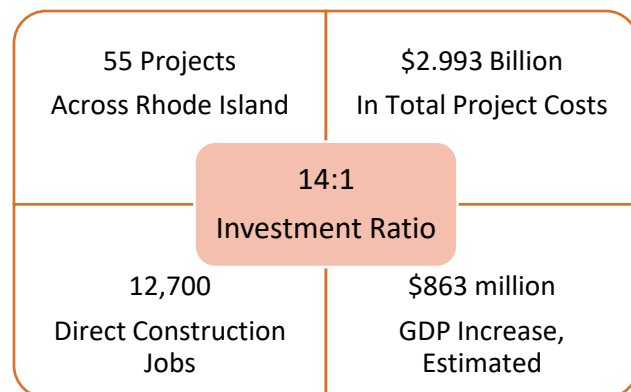 55 Projects
Across Rhode Island
$2.993 Billion
In Total Project Costs
14:1
Investment Ratio
12,700
Direct Construction
Jobs
$863 million
GDP Increase,
Estimated